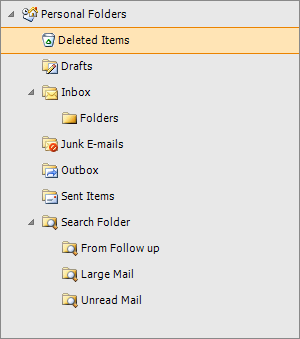 Personal Folders
Deleted Items
Drafts
Inbox
Folders
Junk E-mails
Outbox
Sent Items
Search Folder
From Follow up
Large Mail
Unread Mail